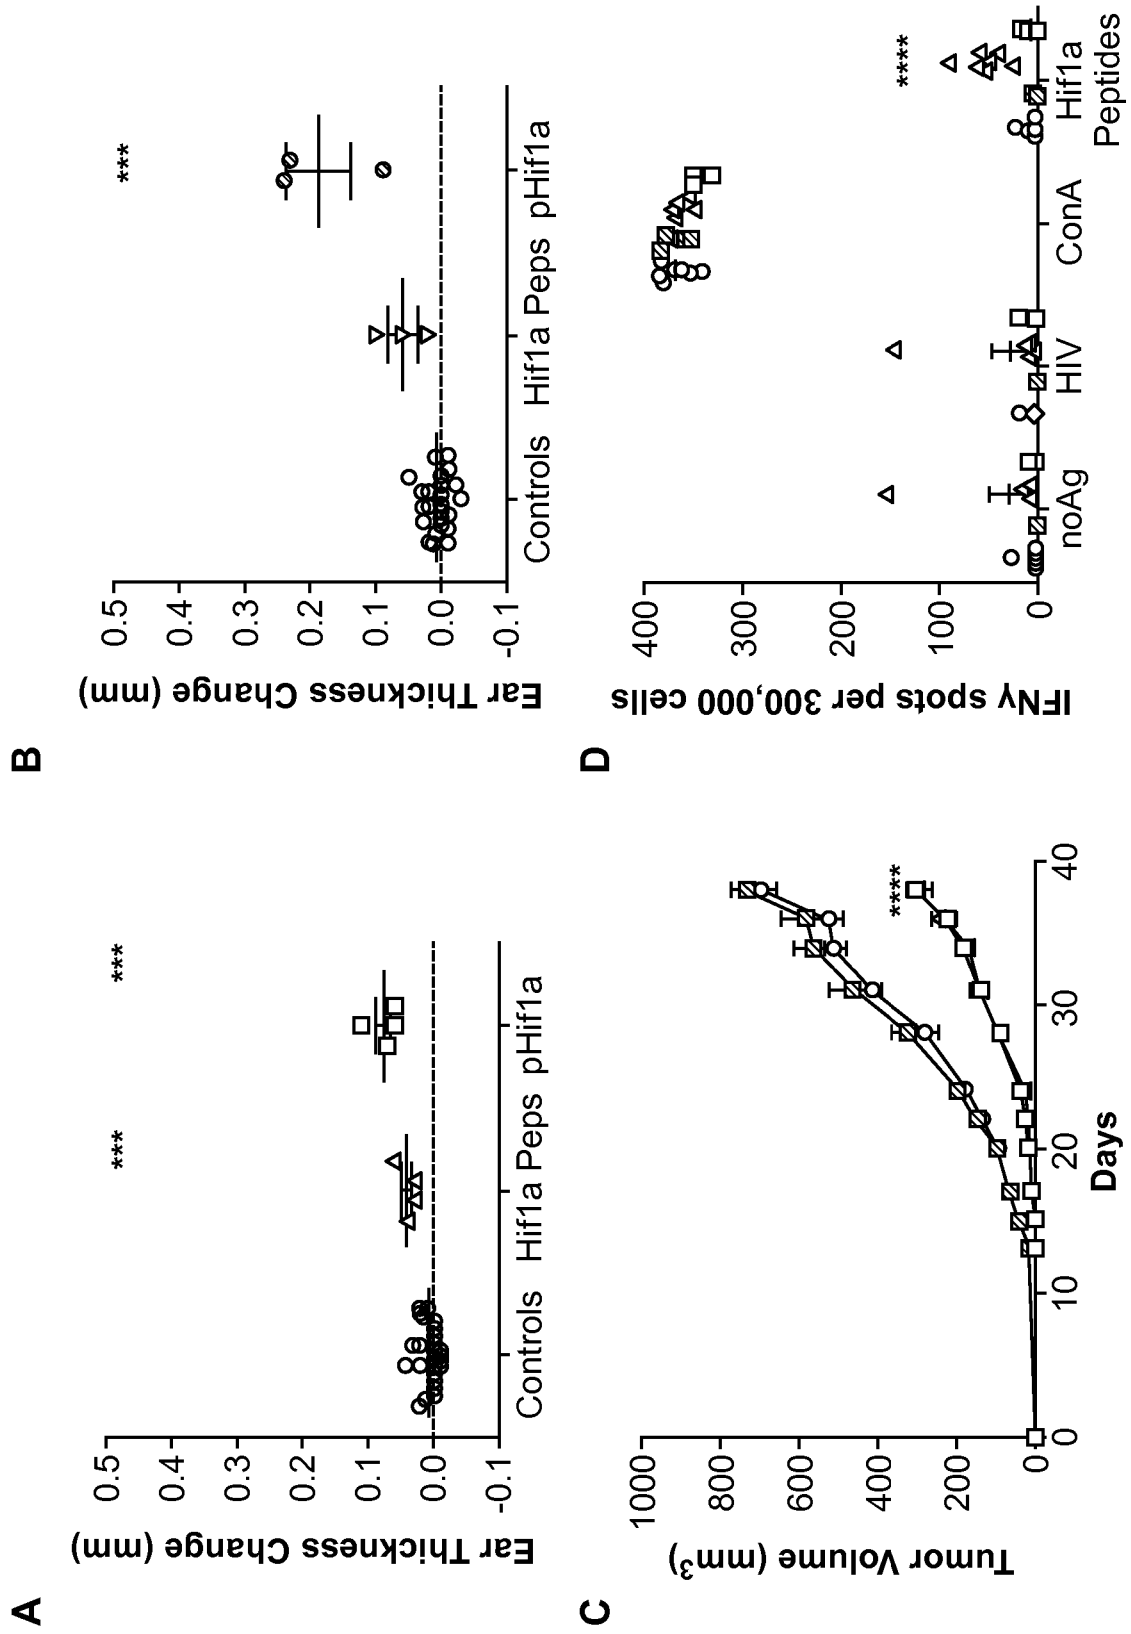 A
0.5
0.4
0.3
0.2
0.1
0.0
-0.1
Ear Thickness Change (mm)
***
***
Controls
Hif1a Peps
pHif1a
B
0.5
0.4
0.3
0.2
0.1
0.0
-0.1
Ear Thickness Change (mm)
***
Controls
Hif1a Peps
pHif1a
C
1000
800
600
400
200
0
Tumor Volume (mm³)
****
0
10
20
30
40
Days
D
400
300
200
100
0
IFNγ spots per 300,000 cells
****
noAg
HIV
ConA
Hif1a
Peptides